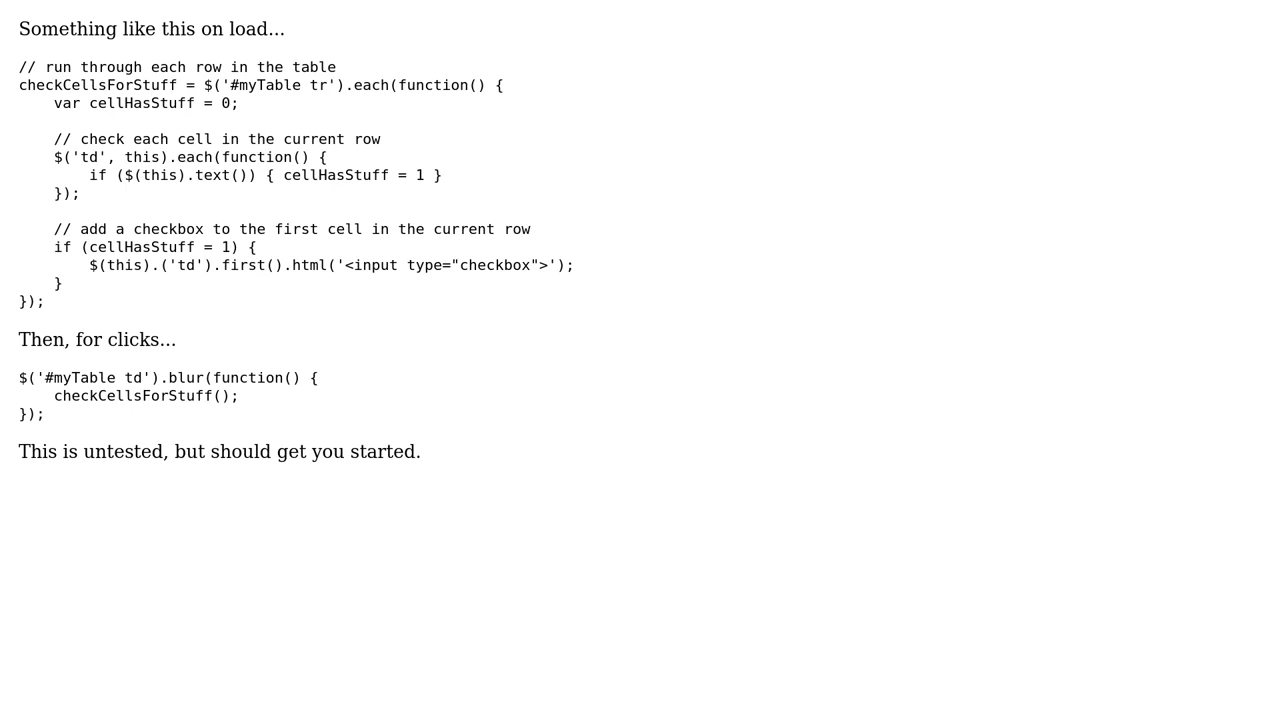 Something like this on load...
// run through each row in the table
checkCellsForStuff = $('#myTable tr').each(function() {
    var cellHasStuff = 0;

    // check each cell in the current row
    $('td', this).each(function() {
        if ($(this).text()) { cellHasStuff = 1 }
    });

    // add a checkbox to the first cell in the current row
    if (cellHasStuff = 1) {
        $(this).('td').first().html('<input type="checkbox">');
    }
});
Then, for clicks...
$('#myTable td').blur(function() {
    checkCellsForStuff();
});
This is untested, but should get you started.